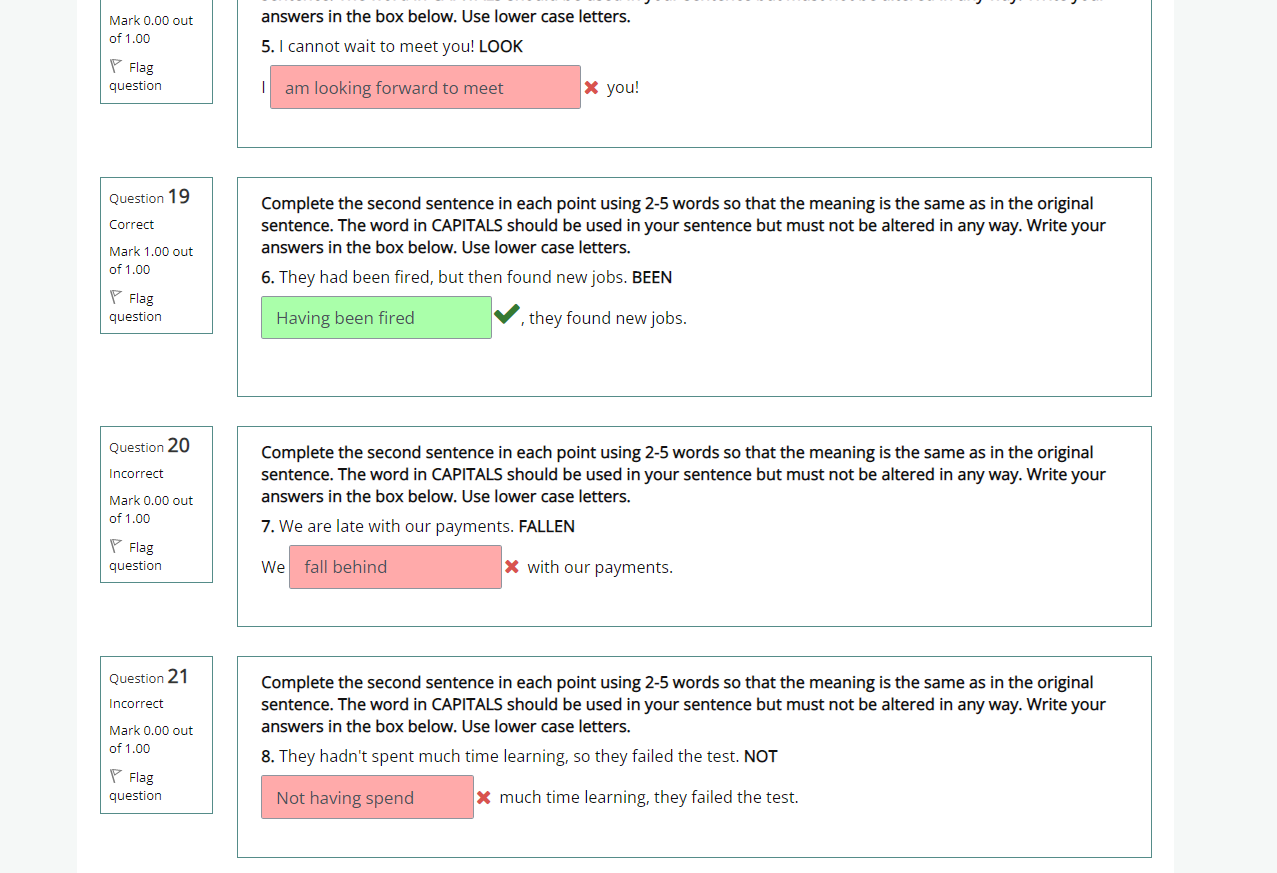 Mark 0.00 out
of 1.00
Flag
question
answers in the box below. Use lower case letters.
5. I cannot wait to meet you! LOOK
I am looking forward to meet you!
Question 19
Correct
Mark 1.00 out
of 1.00
Flag
question
Complete the second sentence in each point using 2-5 words so that the meaning is the same as in the original
sentence. The word in CAPITALS should be used in your sentence but must not be altered in any way. Write your
answers in the box below. Use lower case letters.
6. They had been fired, but then found new jobs. BEEN
Having been fired , they found new jobs.
Question 20
Incorrect
Mark 0.00 out
of 1.00
Flag
question
Complete the second sentence in each point using 2-5 words so that the meaning is the same as in the original
sentence. The word in CAPITALS should be used in your sentence but must not be altered in any way. Write your
answers in the box below. Use lower case letters.
7. We are late with our payments. FALLEN
We fall behind with our payments.
Question 21
Incorrect
Mark 0.00 out
of 1.00
Flag
question
Complete the second sentence in each point using 2-5 words so that the meaning is the same as in the original
sentence. The word in CAPITALS should be used in your sentence but must not be altered in any way. Write your
answers in the box below. Use lower case letters.
8. They hadn't spent much time learning, so they failed the test. NOT
Not having spend much time learning, they failed the test.